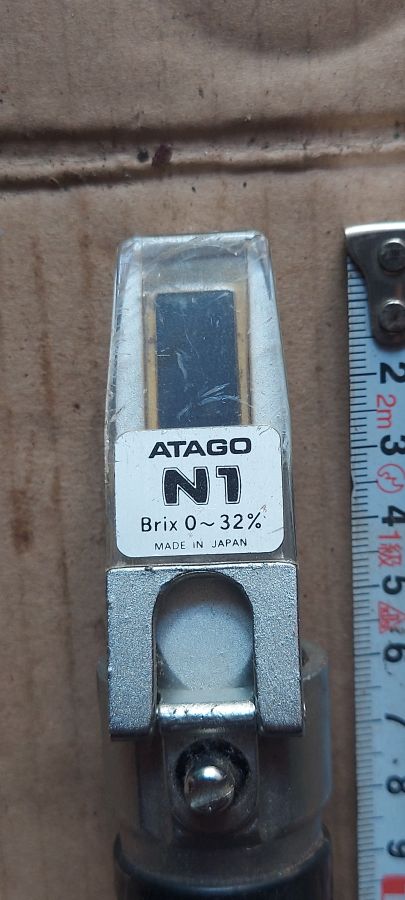 ATAGO
N1
Brix 0~32%
MADE IN JAPAN
2
2m
3
4
1級
5
6
7
8
9